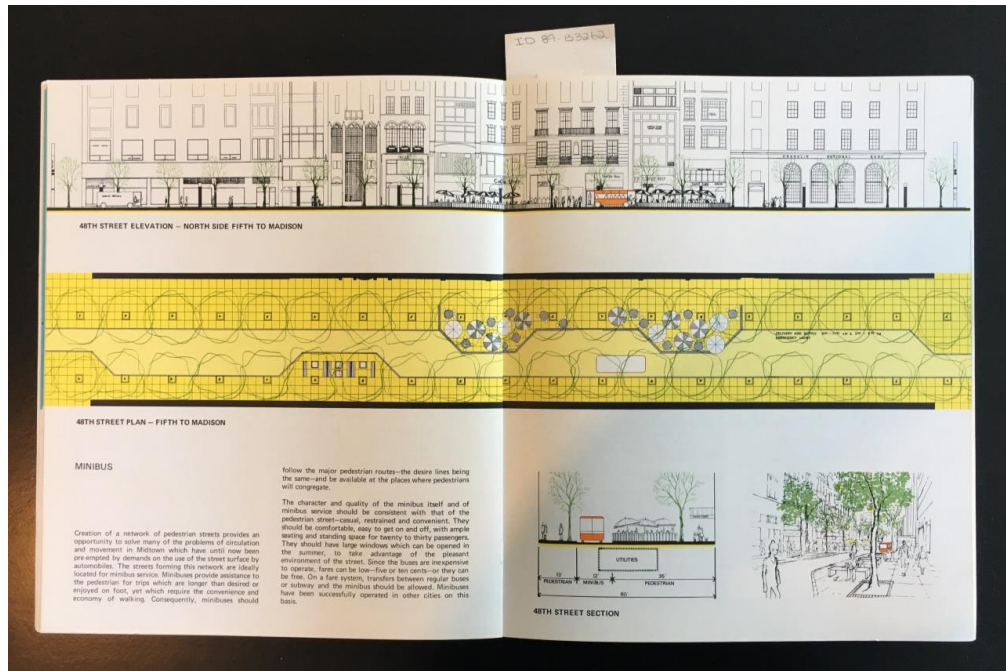 ID 89. B3262
FRANKLIN NATIONAL BANK
48TH STREET ELEVATION – NORTH SIDE FIFTH TO MADISON
48TH STREET PLAN – FIFTH TO MADISON
MINIBUS
Creation of a network of pedestrian streets provides an
opportunity to solve many of the problems of circulation
and movement in Midtown which have until now been
pre-empted by demands on the use of the street surface by
automobiles. The streets forming this network are ideally
located for minibus service. Minibuses provide assistance to
the pedestrian for trips which are longer than desired or
enjoyed on foot, yet which require the convenience and
economy of walking. Consequently, minibuses should
follow the major pedestrian routes—the desire lines being
the same—and be available at the places where pedestrians
will congregate.
The character and quality of the minibus itself and of
minibus service should be consistent with that of the
pedestrian street—casual, restrained and convenient. They
should be comfortable, easy to get on and off, with ample
seating and standing space for twenty to thirty passengers.
They should have large windows which can be opened in
the summer, to take advantage of the pleasant
environment of the street. Since the buses are inexpensive
to operate, fares can be low—five or ten cents—or they can
be free. On a fare system, transfers between regular buses
or subway and the minibus should be allowed. Minibuses
have been successfully operated in other cities on this
basis.
UTILITIES
12'
PEDESTRIAN MINIBUS PEDESTRIAN
60'
48TH STREET SECTION